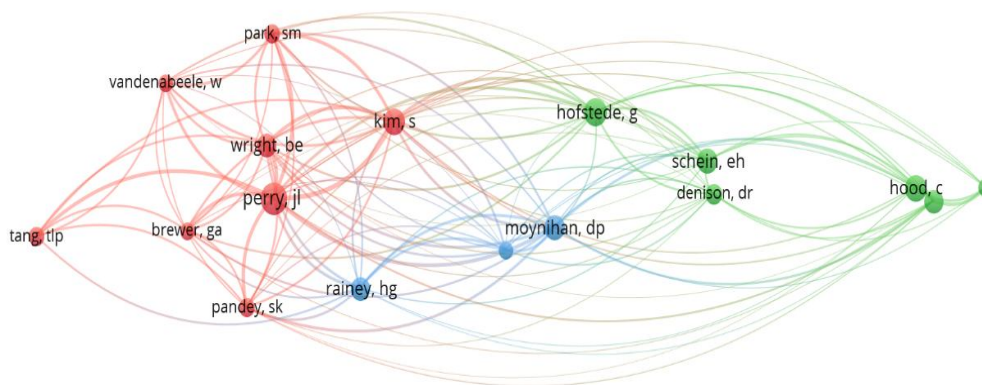 park, sm
vandenabeele, w
kim, s
hofstede, g
wright, be
schein, eh
perry, jl
denison, dr
hood, c
tang, tlp
brewer, ga
moynihan, dp
rainey, hg
pandey, sk